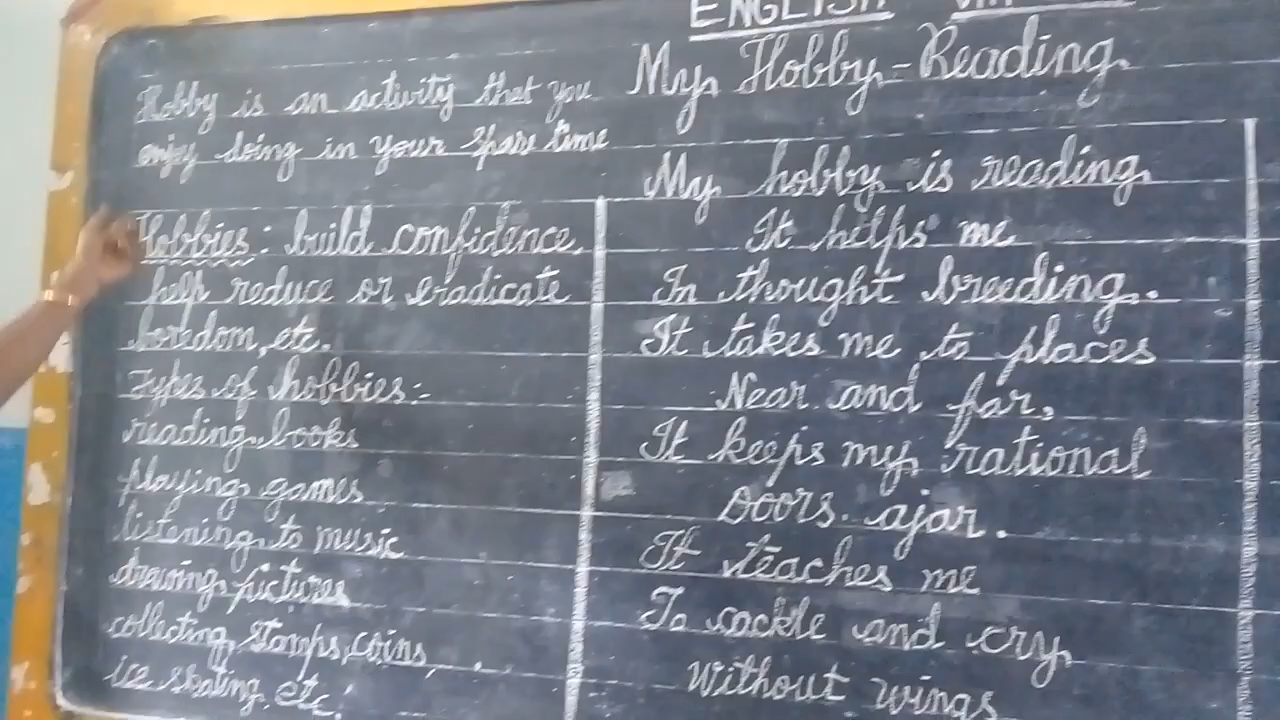 ENGLISH
My Hobby - Reading
Hobby is an activity that you
enjoy doing in your spare time
Hobbies: build confidence
help reduce or eradicate
boredom, etc.
Types of hobbies:-
reading books
playing games
listening to music
drawing pictures
collecting stamps, coins,
ice skating, etc.
My hobby is reading
It helps me
In thought breeding.
It takes me to places
Near and far,
It keeps my rational
Doors ajar.
It teaches me
To cackle and cry,
Without wings